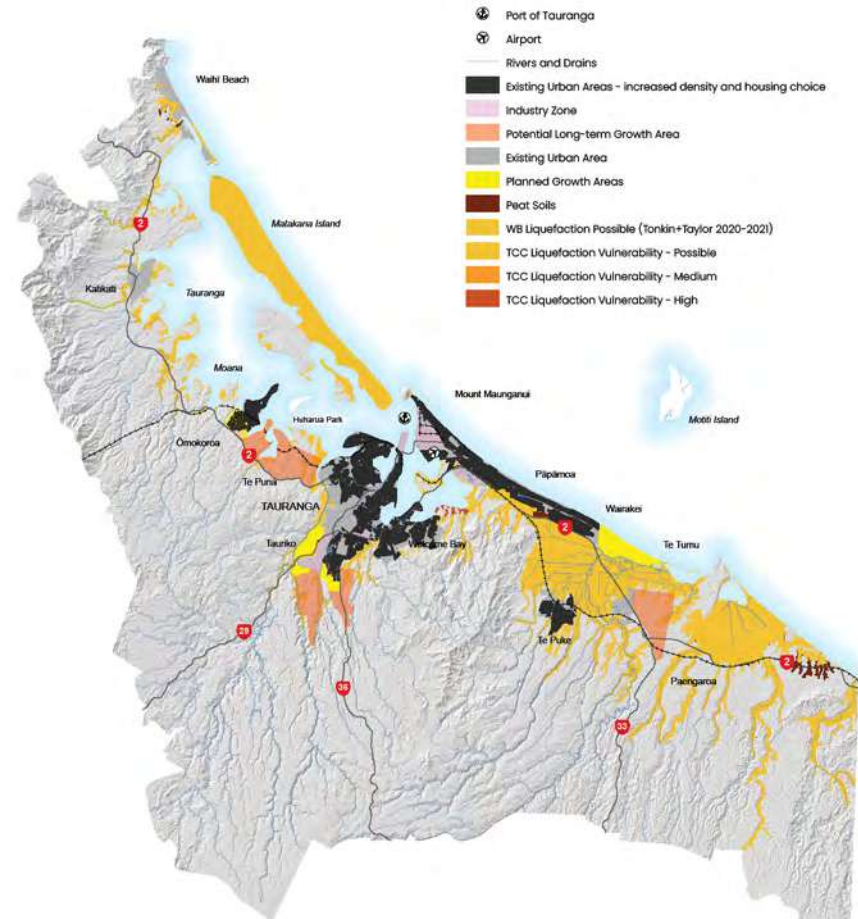 Port of Tauranga
Airport
Rivers and Drains
Existing Urban Areas - increased density and housing choice
Industry Zone
Potential Long-term Growth Area
Existing Urban Area
Planned Growth Areas
Peat Soils
WB Liquefaction Possible (Tonkin+Taylor 2020-2021)
TCC Liquefaction Vulnerability - Possible
TCC Liquefaction Vulnerability - Medium
TCC Liquefaction Vulnerability - High
Waihī Beach
Matakana Island
2
Katikati
Tauranga
Moana
Mount Maunganui
Motiti Island
Huharua Park
Ōmokoroa
2
Te Puna
Pāpāmoa
TAURANGA
Wairakei
2
Tauriko
Welcome Bay
Te Tumu
29
Te Puke
2
Paengaroa
36
33